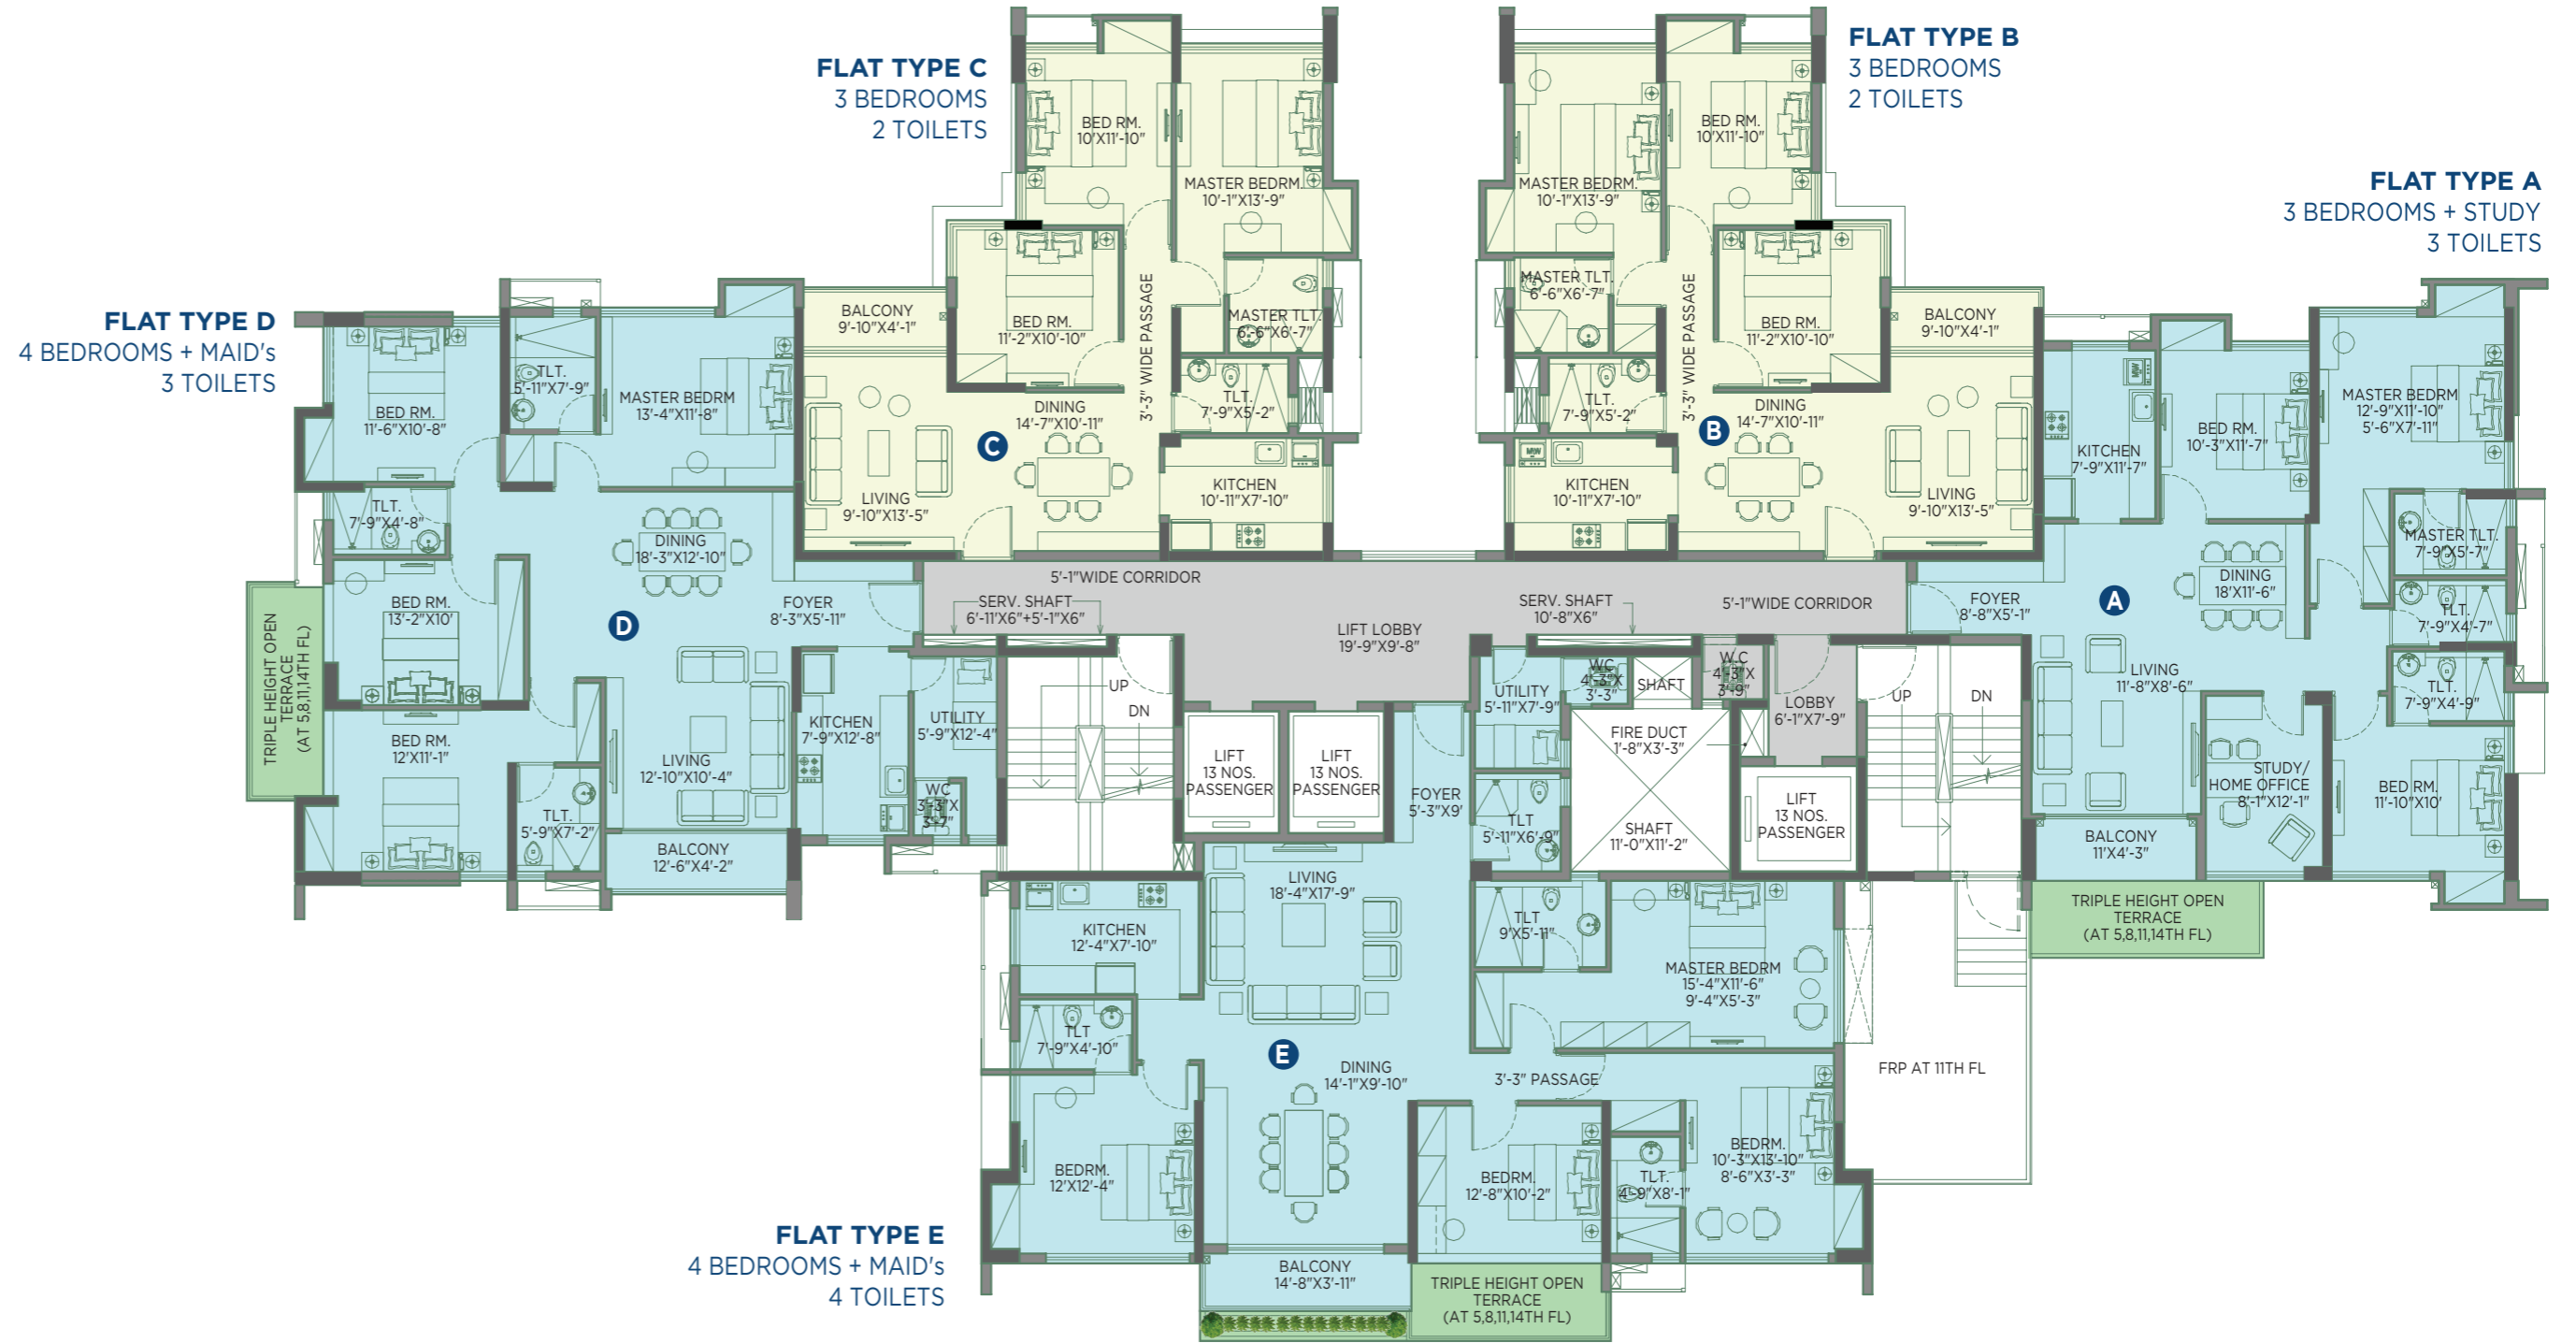 FLAT TYPE C
3 BEDROOMS
2 TOILETS
FLAT TYPE B
3 BEDROOMS
2 TOILETS
FLAT TYPE A
3 BEDROOMS + STUDY
3 TOILETS
FLAT TYPE D
4 BEDROOMS + MAID's
3 TOILETS
FLAT TYPE E
4 BEDROOMS + MAID's
4 TOILETS
BED RM.
10'X11'-10"
MASTER BEDRM.
10'-1"X13'-9"
BED RM.
11'-2"X10'-10"
3'-3" WIDE PASSAGE
MASTER TLT.
6'-6"X6'-7"
TLT.
7'-9"X5'-2"
BALCONY
9'-10"X4'-1"
DINING
14'-7"X10'-11"
C
LIVING
9'-10"X13'-5"
KITCHEN
10'-11"X7'-10"
MASTER BEDRM.
10'-1"X13'-9"
BED RM.
10'X11'-10"
MASTER TLT.
6'-6"X6'-7"
3'-3" WIDE PASSAGE
BED RM.
11'-2"X10'-10"
BALCONY
9'-10"X4'-1"
TLT.
7'-9"X5'-2"
B
DINING
14'-7"X10'-11"
KITCHEN
10'-11"X7'-10"
LIVING
9'-10"X13'-5"
KITCHEN
7'-9"X11'-7"
BED RM.
10'-3"X11'-7"
MASTER BEDRM
12'-9"X11'-10"
5'-6"X7'-11"
MASTER TLT.
7'-9"X5'-7"
DINING
18'X11'-6"
A
FOYER
8'-8"X5'-1"
TLT.
7'-9"X4'-7"
TLT.
7'-9"X4'-9"
LIVING
11'-8"X8'-6"
STUDY/
HOME OFFICE
8'-1"X12'-1"
BED RM.
11'-10"X10'
BALCONY
11'X4'-3"
TRIPLE HEIGHT OPEN
TERRACE
(AT 5,8,11,14TH FL)
BED RM.
11'-6"X10'-8"
TLT.
5'-11"X7'-9"
MASTER BEDRM
13'-4"X11'-8"
TLT.
7'-9"X4'-8"
DINING
18'-3"X12'-10"
BED RM.
13'-2"X10'
D
FOYER
8'-3"X5'-11"
TRIPLE HEIGHT OPEN
TERRACE
(AT 5,8,11,14TH FL)
BED RM.
12'X11'-1"
LIVING
12'-10"X10'-4"
KITCHEN
7'-9"X12'-8"
UTILITY
5'-9"X12'-4"
WC
3'-3"X
3'-7"
TLT.
5'-9"X7'-2"
BALCONY
12'-6"X4'-2"
5'-1"WIDE CORRIDOR
SERV. SHAFT
6'-11"X6"+5'-1"X6"
LIFT LOBBY
19'-9"X9'-8"
SERV. SHAFT
10'-8"X6"
5'-1"WIDE CORRIDOR
UP
DN
LIFT
13 NOS.
PASSENGER
LIFT
13 NOS.
PASSENGER
UTILITY
5'-11"X7'-9"
WC
4'-3"X
3'-3"
SHAFT
W.C
4'-3"X
3'-9"
LOBBY
6'-1"X7'-9"
FIRE DUCT
1'-8"X3'-3"
SHAFT
11'-0"X11'-2"
LIFT
13 NOS.
PASSENGER
UP
DN
FOYER
5'-3"X9'
TLT
5'-11"X6'-9"
LIVING
18'-4"X17'-9"
KITCHEN
12'-4"X7'-10"
TLT
9'X5'-11"
MASTER BEDRM
15'-4"X11'-6"
9'-4"X5'-3"
TLT
7'-9"X4'-10"
E
DINING
14'-1"X9'-10"
3'-3" PASSAGE
FRP AT 11TH FL
BEDRM.
12'X12'-4"
BEDRM.
12'-8"X10'-2"
TLT.
4'-9"X8'-1"
BEDRM.
10'-3"X13'-10"
8'-6"X3'-3"
BALCONY
14'-8"X3'-11"
TRIPLE HEIGHT OPEN
TERRACE
(AT 5,8,11,14TH FL)
MW
MW